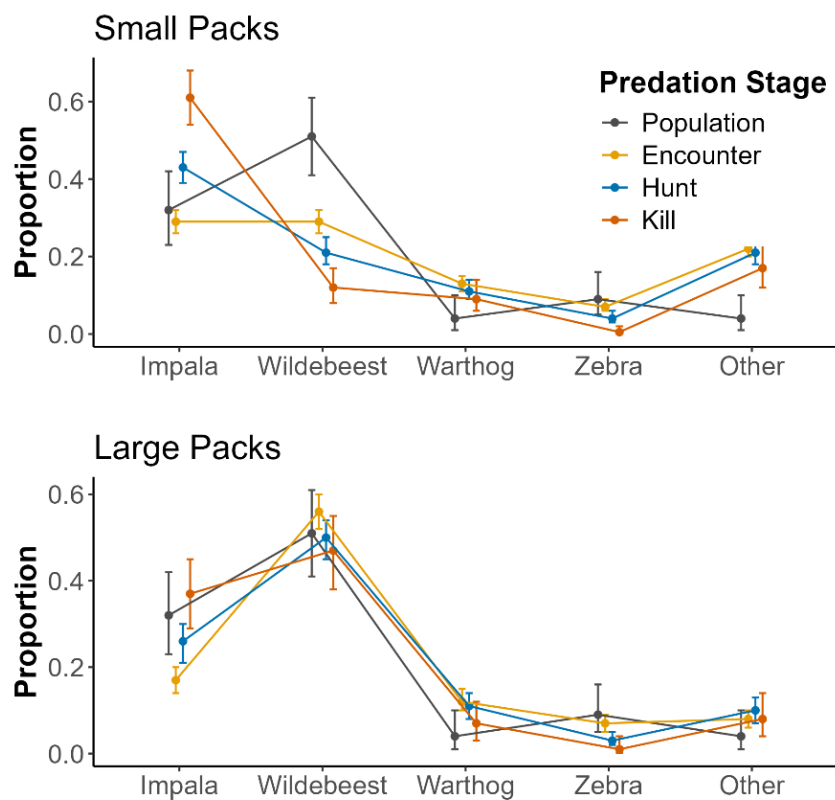 Small Packs
Proportion
0.6
0.4
0.2
0.0
Predation Stage
Population
Encounter
Hunt
Kill
Impala Wildebeest Warthog Zebra Other
Large Packs
Proportion
0.6
0.4
0.2
0.0
Impala Wildebeest Warthog Zebra Other